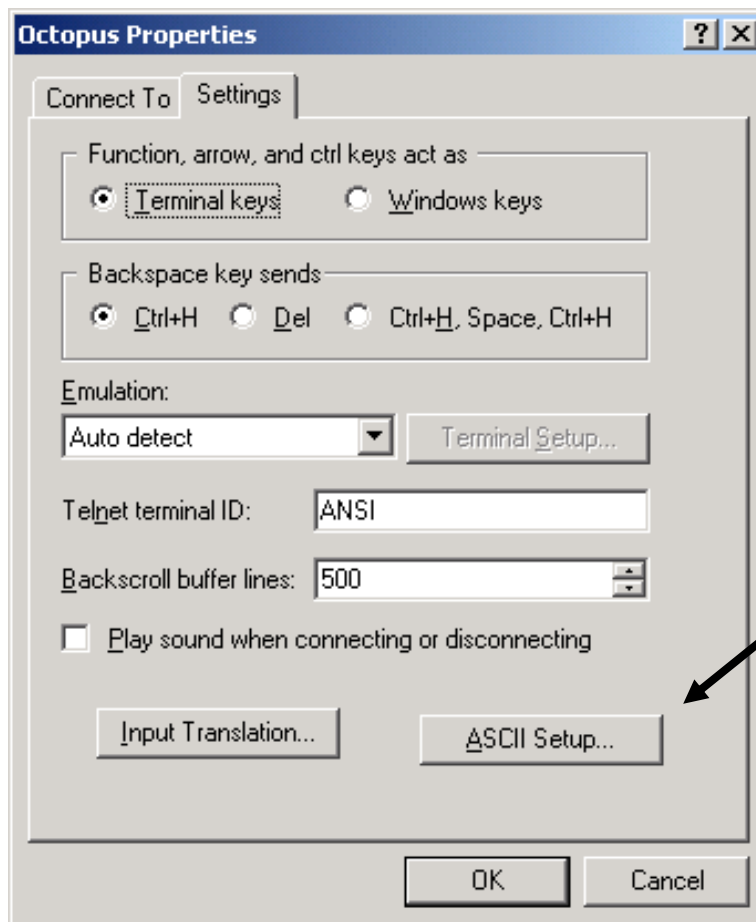 Octopus Properties
Connect To Settings
Function, arrow, and ctrl keys act as
Terminal keys Windows keys
Backspace key sends
Ctrl+H Del Ctrl+H, Space, Ctrl+H
Emulation:
Auto detect Terminal Setup...
Telnet terminal ID: ANSI
Backscroll buffer lines: 500
Play sound when connecting or disconnecting
Input Translation... ASCII Setup...
OK Cancel